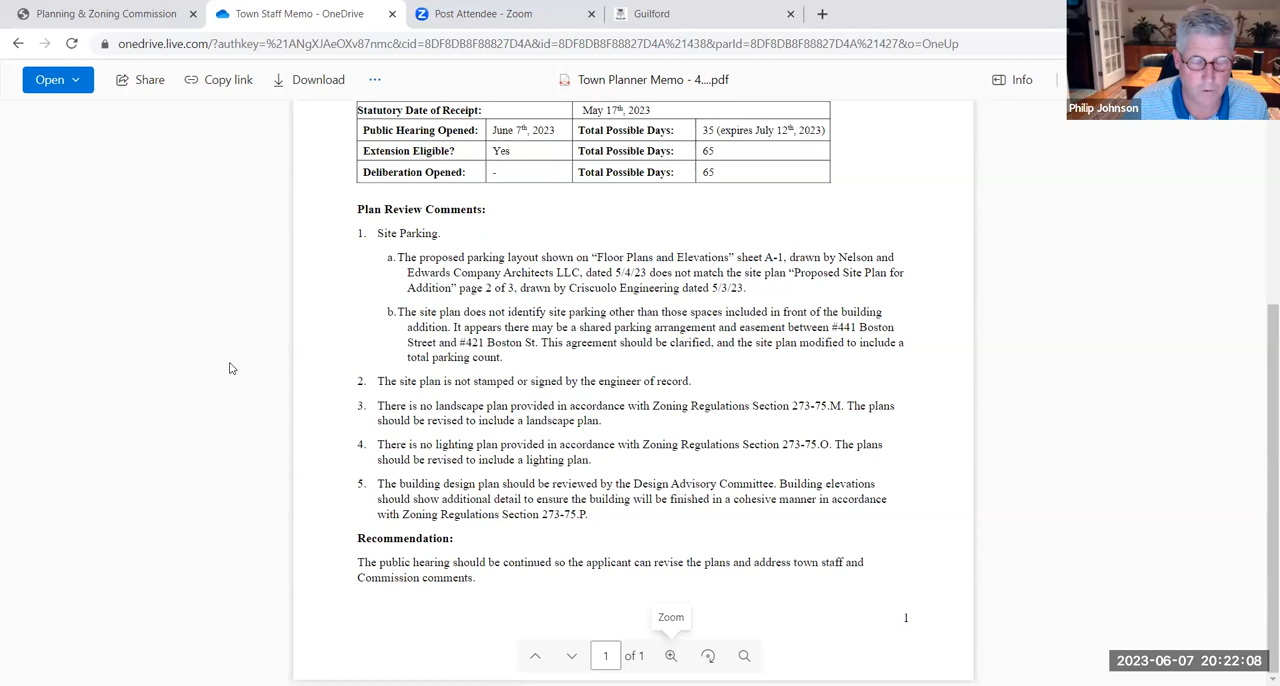 Planning & Zoning Commission
Town Staff Memo - OneDrive
Post Attendee - Zoom
Guilford
onedrive.live.com/?authkey=%21ANgXJAeOXv87nmc&cid=8DF8DB8F88827D4A&id=8DF8DB8F88827D4A%21438&parId=8DF8DB8F88827D4A%21427&o=OneUp
Open
Share
Copy link
Download
Town Planner Memo - 4....pdf
Info
Philip Johnson
Statutory Date of Receipt: May 17th, 2023
Public Hearing Opened: June 7th, 2023 Total Possible Days: 35 (expires July 12th, 2023)
Extension Eligible? Yes Total Possible Days: 65
Deliberation Opened: - Total Possible Days: 65
Plan Review Comments:
1. Site Parking.
a. The proposed parking layout shown on “Floor Plans and Elevations” sheet A-1, drawn by Nelson and
Edwards Company Architects LLC, dated 5/4/23 does not match the site plan “Proposed Site Plan for
Addition” page 2 of 3, drawn by Criscuolo Engineering dated 5/3/23.
b. The site plan does not identify site parking other than those spaces included in front of the building
addition. It appears there may be a shared parking arrangement and easement between #441 Boston
Street and #421 Boston St. This agreement should be clarified, and the site plan modified to include a
total parking count.
2. The site plan is not stamped or signed by the engineer of record.
3. There is no landscape plan provided in accordance with Zoning Regulations Section 273-75.M. The plans
should be revised to include a landscape plan.
4. There is no lighting plan provided in accordance with Zoning Regulations Section 273-75.O. The plans
should be revised to include a lighting plan.
5. The building design plan should be reviewed by the Design Advisory Committee. Building elevations
should show additional detail to ensure the building will be finished in a cohesive manner in accordance
with Zoning Regulations Section 273-75.P.
Recommendation:
The public hearing should be continued so the applicant can revise the plans and address town staff and
Commission comments.
1
Zoom
1 of 1
2023-06-07 20:22:08